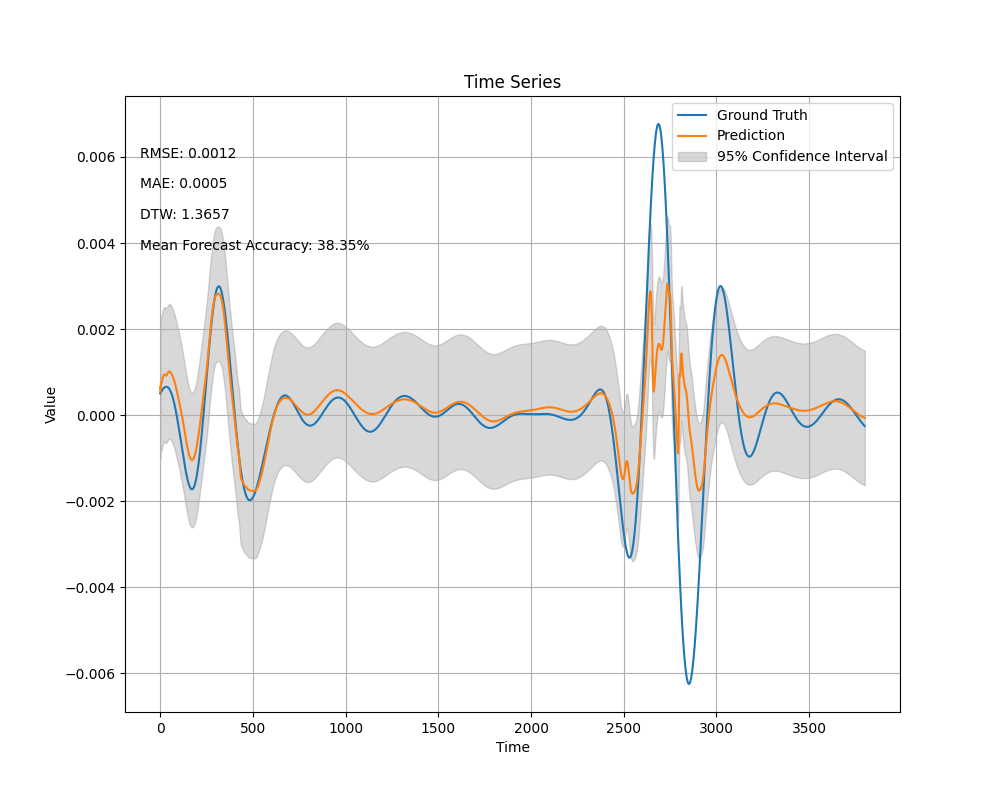 Time Series
Ground Truth
Prediction
95% Confidence Interval
RMSE: 0.0012
MAE: 0.0005
DTW: 1.3657
Mean Forecast Accuracy: 38.35%
Value
0.006
0.004
0.002
0.000
−0.002
−0.004
−0.006
0 500 1000 1500 2000 2500 3000 3500
Time